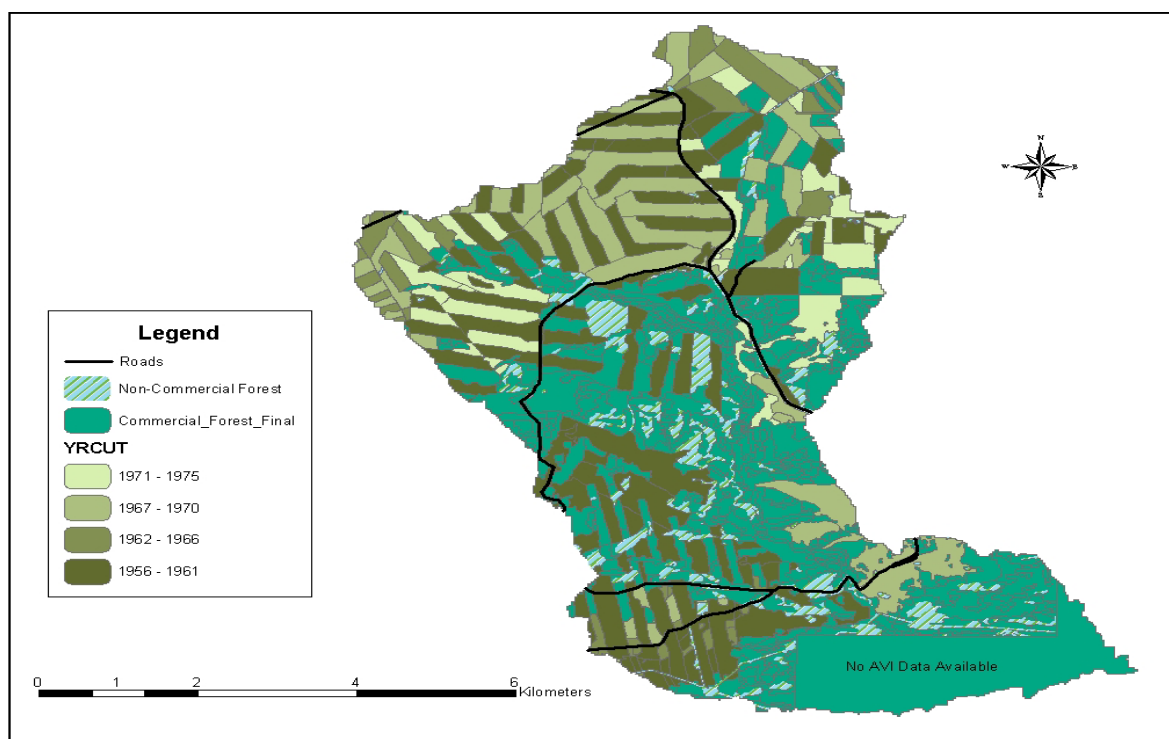 N
W
E
S
Legend
Roads
Non-Commercial Forest
Commercial_Forest_Final
YRCUT
1971 - 1975
1967 - 1970
1962 - 1966
1956 - 1961
No AVI Data Available
0 1 2 4 6
Kilometers